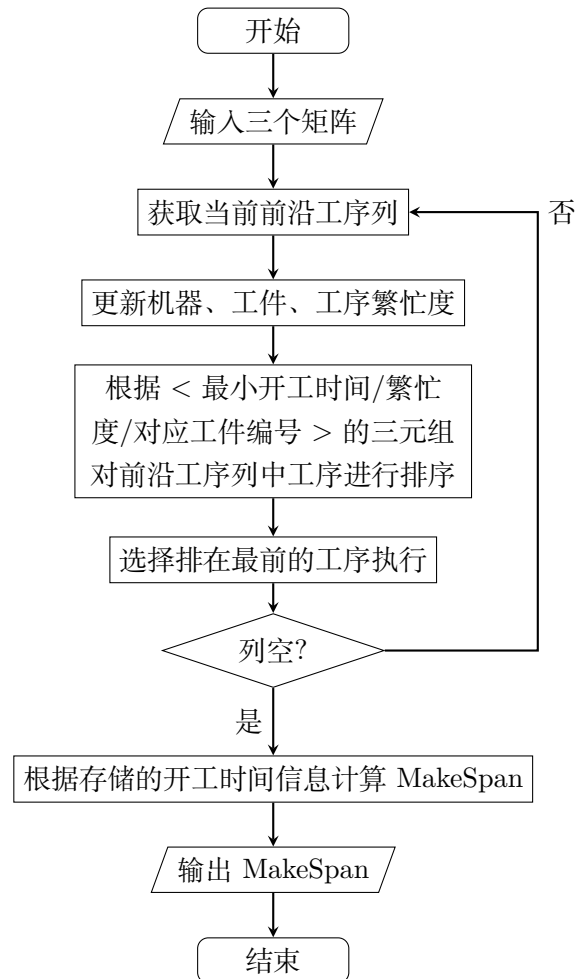 开始
输入三个矩阵
获取当前前沿工序列
否
更新机器、工件、工序繁忙度
根据 < 最小开工时间/繁忙
度/对应工件编号 > 的三元组
对前沿工序列中工序进行排序
选择排在最前的工序执行
列空?
是
根据存储的开工时间信息计算 MakeSpan
输出 MakeSpan
结束